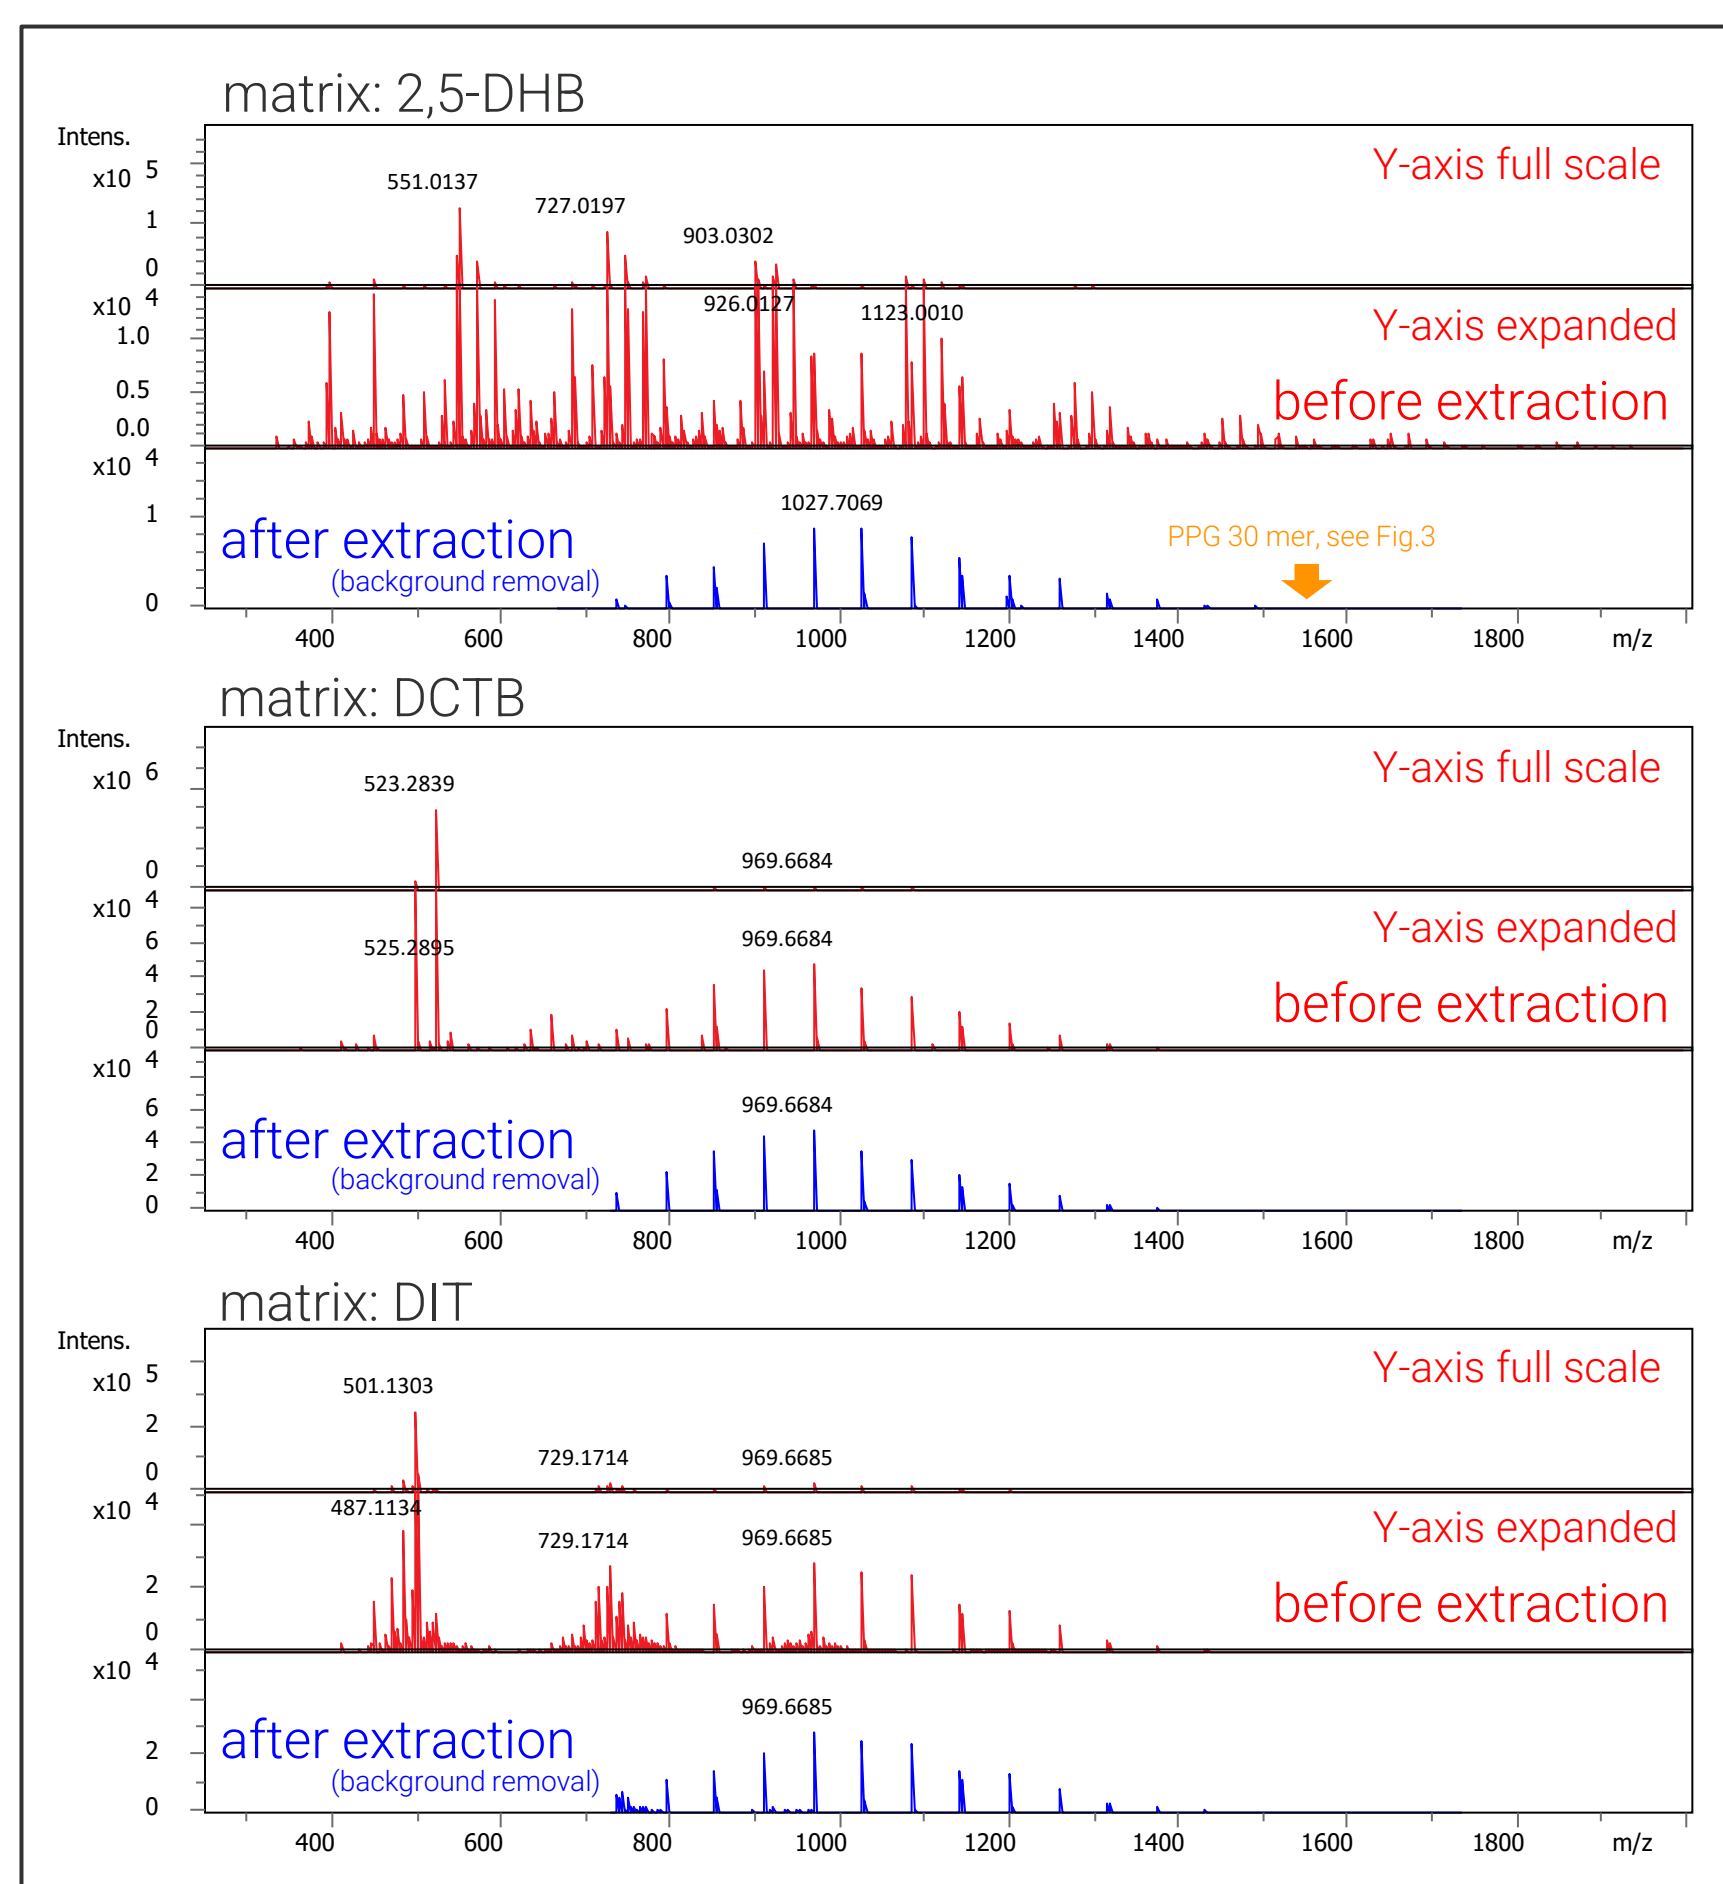 matrix: 2,5-DHB
Intens.
x10 5
Y-axis full scale
551.0137
727.0197
903.0302
1
0
x10 4
926.0127
1123.0010
Y-axis expanded
1.0
0.5
0.0
before extraction
x10 4
1027.7069
1
after extraction
(background removal)
PPG 30 mer, see Fig.3
0
400 600 800 1000 1200 1400 1600 1800 m/z
matrix: DCTB
Intens.
x10 6
Y-axis full scale
523.2839
969.6684
0
x10 4
Y-axis expanded
525.2895
969.6684
6
4
2
0
before extraction
x10 4
969.6684
6
4
2
0
after extraction
(background removal)
400 600 800 1000 1200 1400 1600 1800 m/z
matrix: DIT
Intens.
x10 5
Y-axis full scale
501.1303
2
729.1714
969.6685
0
x10 4
487.1134
Y-axis expanded
729.1714
969.6685
2
0
before extraction
x10 4
969.6685
after extraction
(background removal)
2
0
400 600 800 1000 1200 1400 1600 1800 m/z